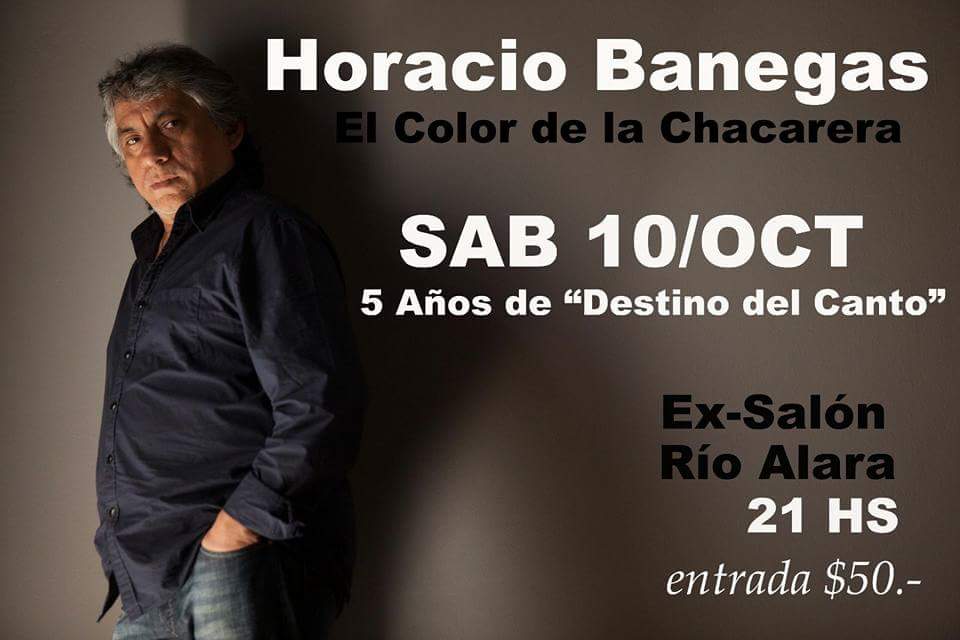 Horacio Banegas
El Color de la Chacarera
SAB 10/OCT
5 Años de “Destino del Canto”
Ex-Salón
Río Alara
21 HS
entrada $50.-